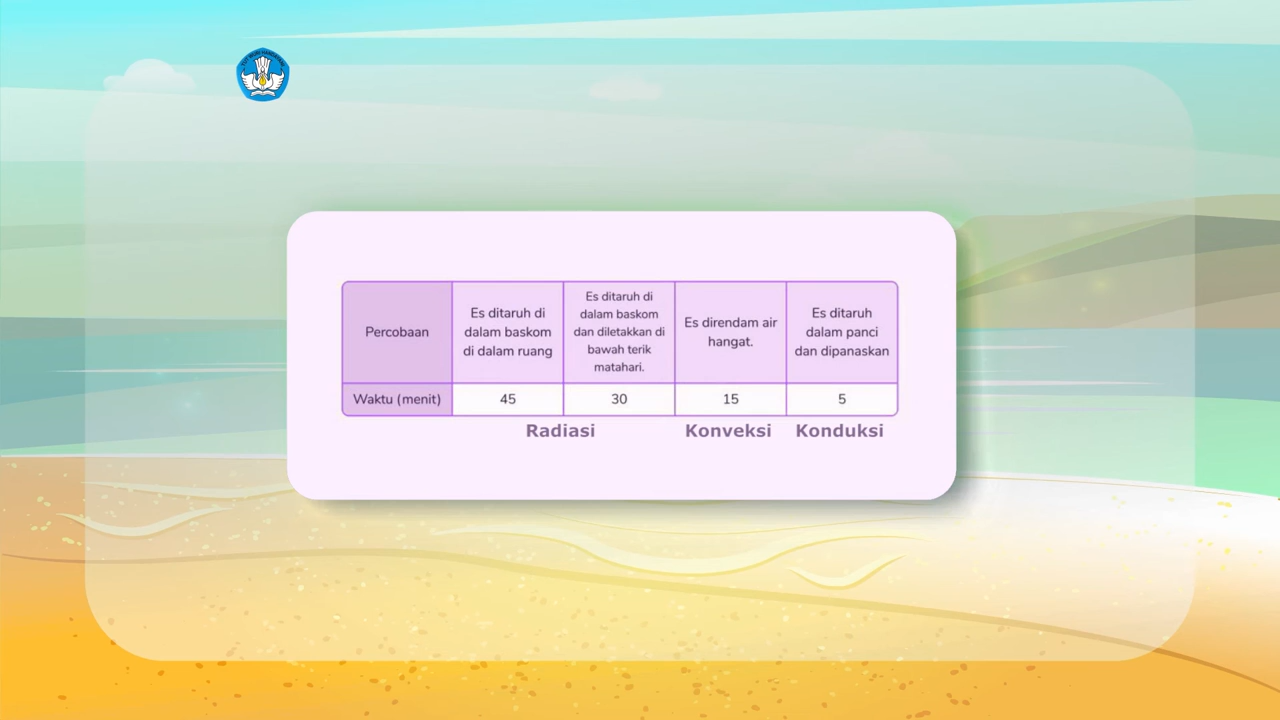 Percobaan
Es ditaruh di
dalam baskom
di dalam ruang
Es ditaruh di
dalam baskom
dan diletakkan di
bawah terik
matahari.
Es direndam air
hangat.
Es ditaruh
dalam panci
dan dipanaskan
Waktu (menit)
45
30
15
5
Radiasi
Konveksi
Konduksi